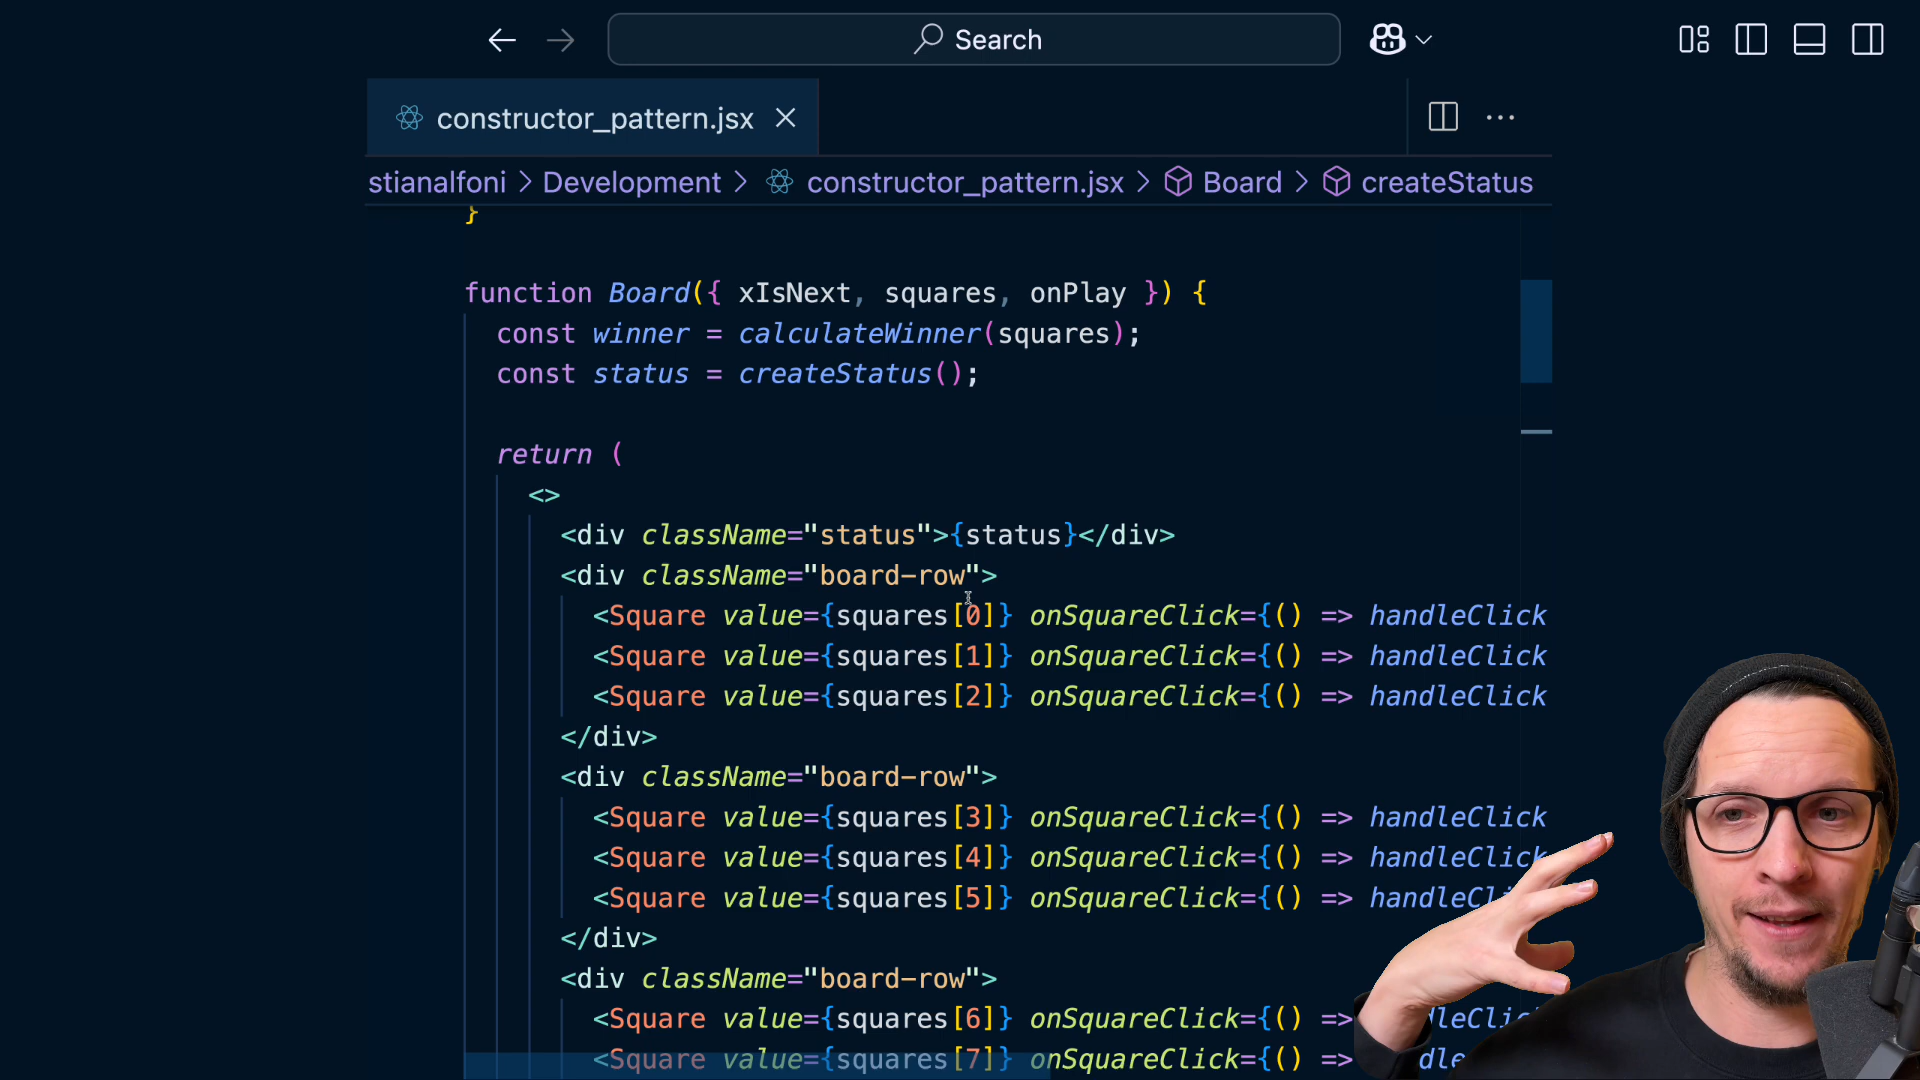 Search
constructor_pattern.jsx
stianalfoni > Development > constructor_pattern.jsx > Board > createStatus
}
function Board({ xIsNext, squares, onPlay }) {
const winner = calculateWinner(squares);
const status = createStatus();
return (
<>
<div className="status">{status}</div>
<div className="board-row">
<Square value={squares[0]} onSquareClick={() => handleClick
<Square value={squares[1]} onSquareClick={() => handleClick
<Square value={squares[2]} onSquareClick={() => handleClick
</div>
<div className="board-row">
<Square value={squares[3]} onSquareClick={() => handleClick
<Square value={squares[4]} onSquareClick={() => handleClick
<Square value={squares[5]} onSquareClick={() => handleCl
</div>
<div className="board-row">
<Square value={squares[6]} onSquareClick={() => dleClic
<Square value={squares[7]} onSquareClick={() => dle